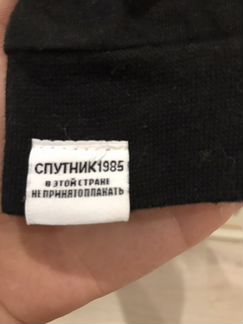 СПУТНИК1985
В ЭТОЙ СТРАНЕ
НЕ ПРИНЯТО ПЛАКАТЬ